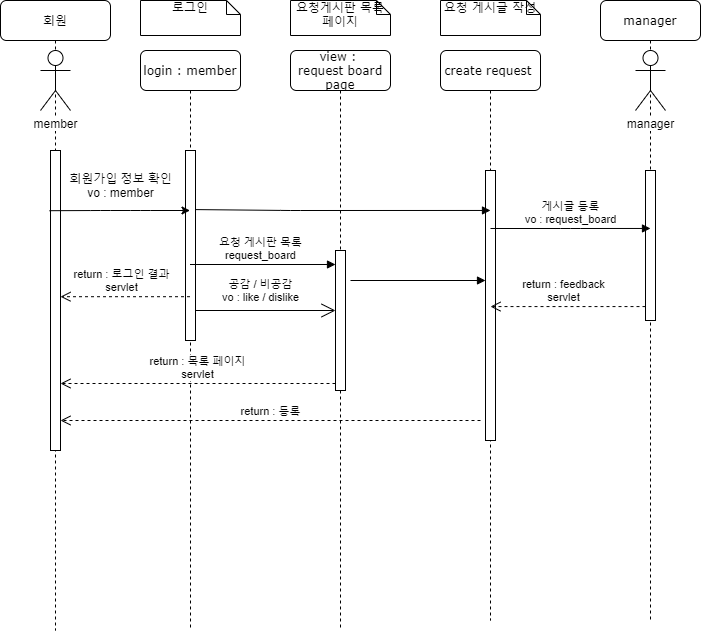 회원
로그인
요청게시판 목록
페이지
요청 게시글 작성
manager
login : member
view :
request board
page
create request
member
manager
회원가입 정보 확인
vo : member
게시글 등록
vo : request_board
요청 게시판 목록
request_board
return : 로그인 결과
servlet
공감 / 비공감
vo : like / dislike
return : feedback
servlet
return : 목록 페이지
servlet
return : 등록